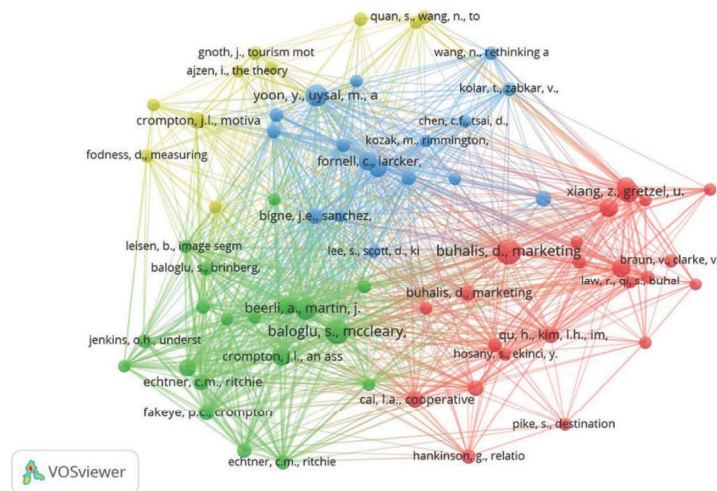 quan, s., wang, n., to
gnoth, j., tourism mot
wang, n., rethinking a
ajzen, i., the theory
kolar, t., zabkar, v.,
yoon, y., uysal, m., a
crompton, j.l., motiva
chen, c.f., tsai, d.,
kozak, m., rimmington,
fodness, d., measuring
fornell, c., larcker,
xiang, z., gretzel, u.
bigne, j.e., sanchez,
leisen, b., image segm
lee, s., scott, d., ki
buhalis, d., marketing
baloglu, s., brinberg,
braun, v., clarke, v
law, r., qi, s., buhal
buhalis, d., marketing
beerli, a., martin, j.
baloglu, s., mccleary,
jenkins, o.h., underst
qu, h., kim, l.h., im,
crompton, j.l., an ass
hosany, s., ekinci, y.
echtner, c.m., ritchie
cai, l.a., cooperative
fakeye, p.c., crompton
pike, s., destination
echtner, c.m., ritchie
hankinson, g., relatio
VOSviewer